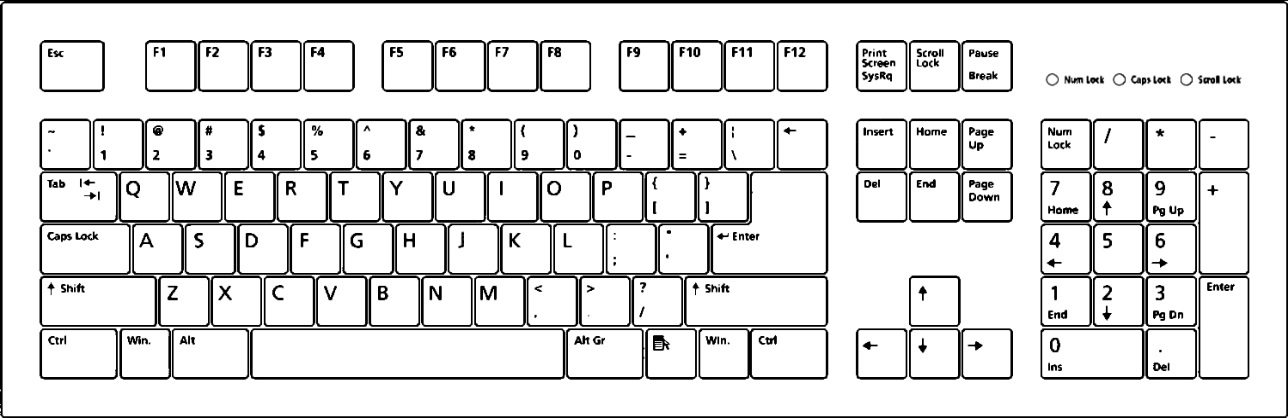 Esc F1 F2 F3 F4 F5 F6 F7 F8 F9 F10 F11 F12
Print Screen SysRq
Scroll Lock
Pause Break
Num Lock Caps Lock Scroll Lock
~ ! @ # $ % ^ & * ( ) _ + ¦ ←
` 1 2 3 4 5 6 7 8 9 0 - = \
Insert Home Page Up
Num Lock / * -
Tab Q W E R T Y U I O P { }
[ ]
Del End Page Down
7 8 9 +
Home ↑ Pg Up
Caps Lock A S D F G H J K L : " ↵ Enter
; '
4 5 6
← →
↑ Shift Z X C V B N M < > ? ↑ Shift
, . /
↑
1 2 3 Enter
End ↓ Pg Dn
Ctrl Win. Alt Alt Gr Win. Ctrl
← ↓ →
0 .
Ins Del